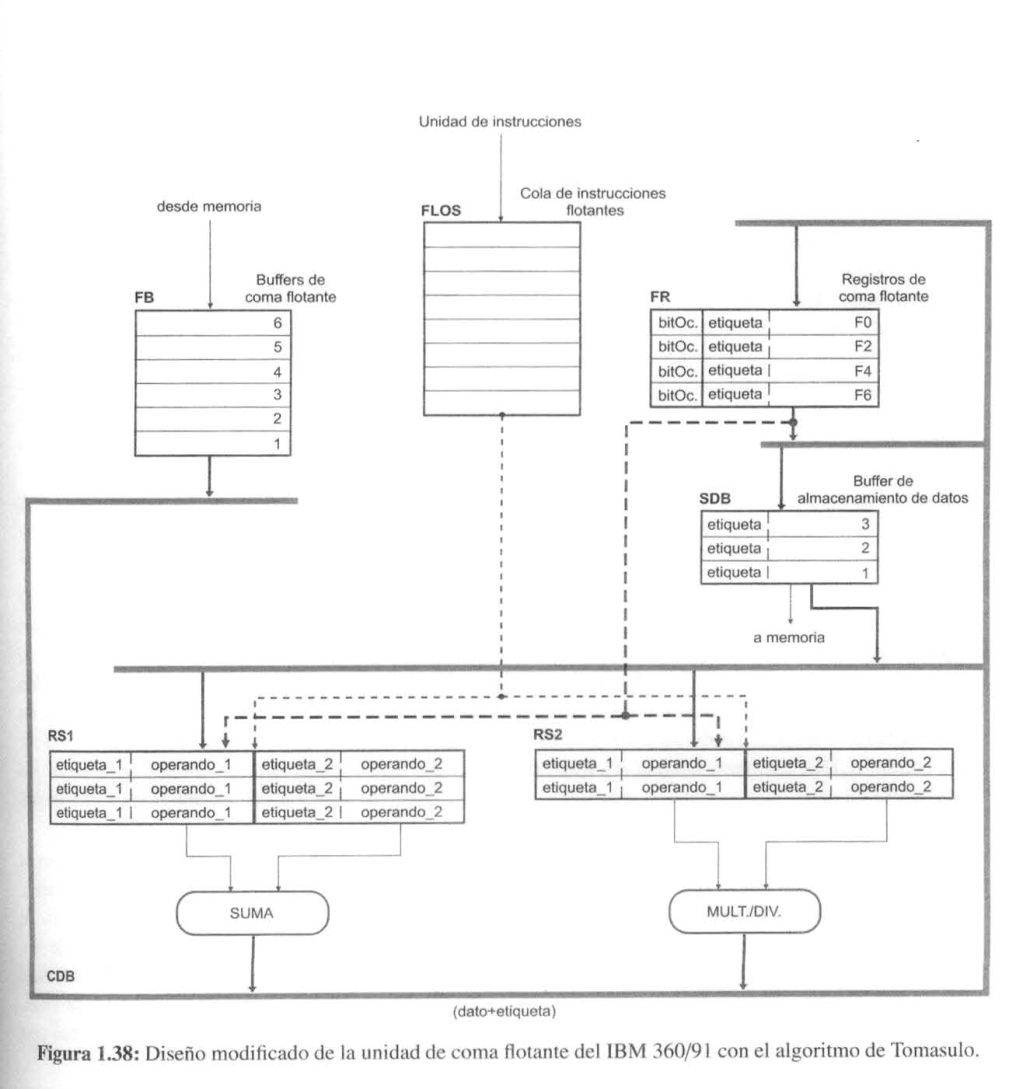 Unidad de instrucciones
desde memoria
Cola de instrucciones
flotantes
FLOS
Buffers de
coma flotante
FB
6
5
4
3
2
1
Registros de
coma flotante
FR
bitOc. etiqueta F0
bitOc. etiqueta F2
bitOc. etiqueta F4
bitOc. etiqueta F6
Buffer de
almacenamiento de datos
SDB
etiqueta 3
etiqueta 2
etiqueta 1
a memoria
RS1
etiqueta_1 operando_1 etiqueta_2 operando_2
etiqueta_1 operando_1 etiqueta_2 operando_2
etiqueta_1 operando_1 etiqueta_2 operando_2
RS2
etiqueta_1 operando_1 etiqueta_2 operando_2
etiqueta_1 operando_1 etiqueta_2 operando_2
SUMA
MULT./DIV.
CDB
(dato+etiqueta)
Figura 1.38: Diseño modificado de la unidad de coma flotante del IBM 360/91 con el algoritmo de Tomasulo.